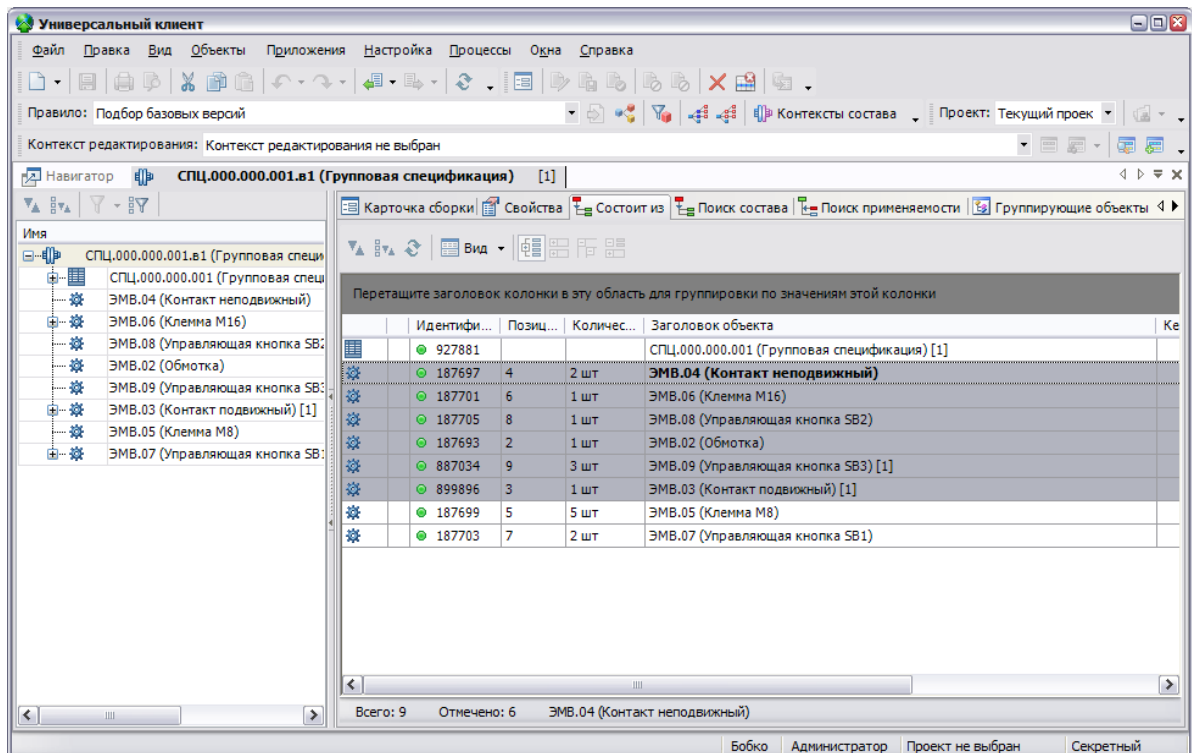 Универсальный клиент
Файл Правка Вид Объекты Приложения Настройка Процессы Окна Справка
Правило: Подбор базовых версий Контексты состава Проект: Текущий проек
Контекст редактирования: Контекст редактирования не выбран
Навигатор СПЦ.000.000.001.в1 (Групповая спецификация) [1]
Карточка сборки Свойства Состоит из Поиск состава Поиск применяемости Группирующие объекты
Вид
Имя
СПЦ.000.000.001.в1 (Групповая специ
СПЦ.000.000.001 (Групповая спец
ЭМВ.04 (Контакт неподвижный)
ЭМВ.06 (Клемма М16)
ЭМВ.08 (Управляющая кнопка SB2
ЭМВ.02 (Обмотка)
ЭМВ.09 (Управляющая кнопка SB3
ЭМВ.03 (Контакт подвижный) [1]
ЭМВ.05 (Клемма М8)
ЭМВ.07 (Управляющая кнопка SB1
Перетащите заголовок колонки в эту область для группировки по значениям этой колонки
Идентифи... Позиц... Количес... Заголовок объекта Ке
927881 СПЦ.000.000.001 (Групповая спецификация) [1]
187697 4 2 шт ЭМВ.04 (Контакт неподвижный)
187701 6 1 шт ЭМВ.06 (Клемма М16)
187705 8 1 шт ЭМВ.08 (Управляющая кнопка SB2)
187693 2 1 шт ЭМВ.02 (Обмотка)
887034 9 3 шт ЭМВ.09 (Управляющая кнопка SB3) [1]
899896 3 1 шт ЭМВ.03 (Контакт подвижный) [1]
187699 5 5 шт ЭМВ.05 (Клемма М8)
187703 7 2 шт ЭМВ.07 (Управляющая кнопка SB1)
Всего: 9 Отмечено: 6 ЭМВ.04 (Контакт неподвижный)
Бобко Администратор Проект не выбран Секретный